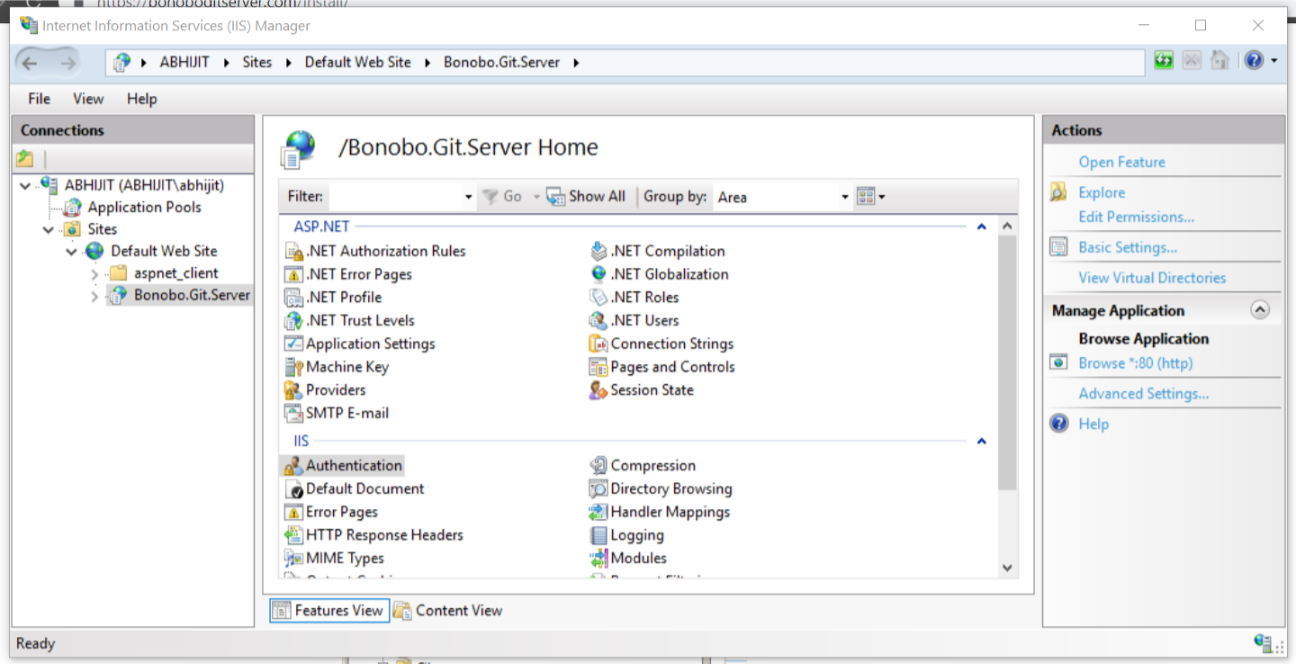 https://bonobogitserver.com/install/
Internet Information Services (IIS) Manager
ABHIJIT Sites Default Web Site Bonobo.Git.Server
File View Help
Connections
ABHIJIT (ABHIJIT\abhijit)
Application Pools
Sites
Default Web Site
aspnet_client
Bonobo.Git.Server
/Bonobo.Git.Server Home
Filter: Go Show All Group by: Area
ASP.NET
.NET Authorization Rules .NET Compilation
.NET Error Pages .NET Globalization
.NET Profile .NET Roles
.NET Trust Levels .NET Users
Application Settings Connection Strings
Machine Key Pages and Controls
Providers Session State
SMTP E-mail
IIS
Authentication Compression
Default Document Directory Browsing
Error Pages Handler Mappings
HTTP Response Headers Logging
MIME Types Modules
Features View Content View
Actions
Open Feature
Explore
Edit Permissions...
Basic Settings...
View Virtual Directories
Manage Application
Browse Application
Browse *:80 (http)
Advanced Settings...
Help
Ready